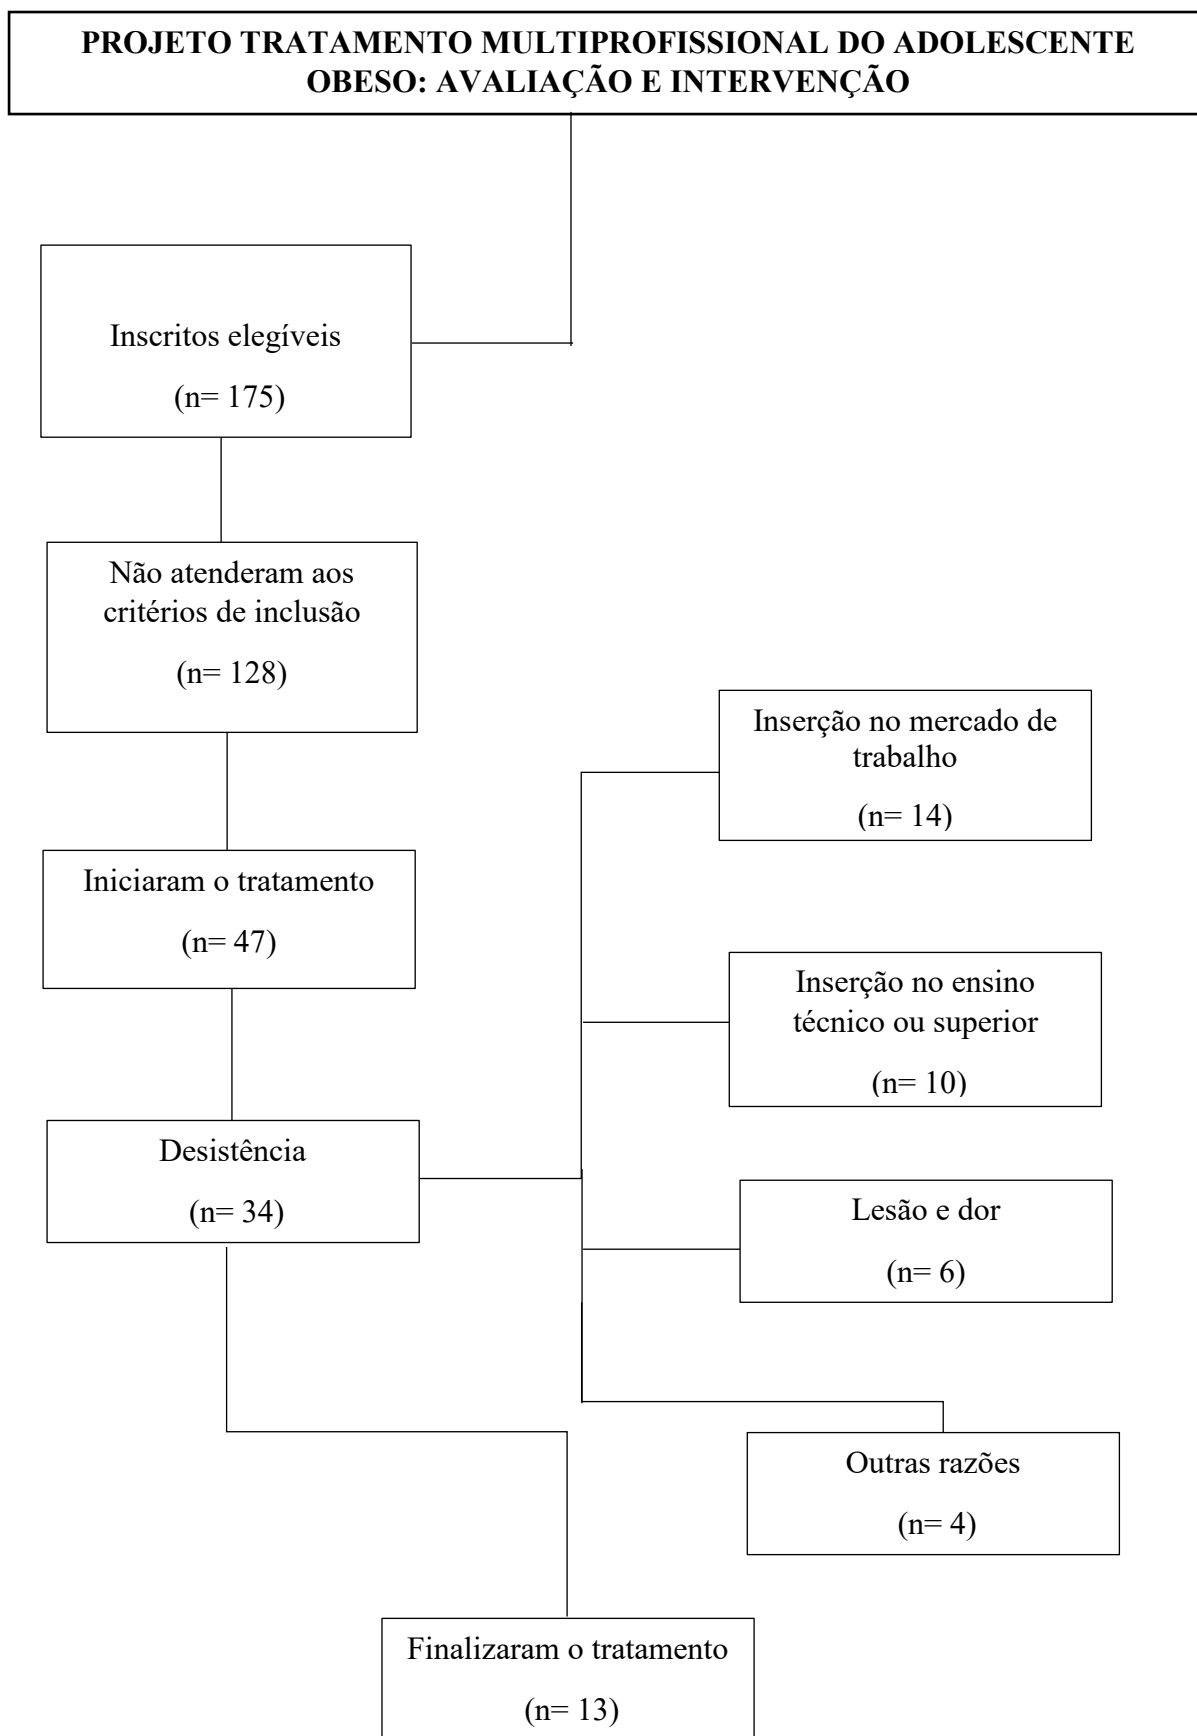 PROJETO TRATAMENTO MULTIPROFISSIONAL DO ADOLESCENTE
OBESO: AVALIAÇÃO E INTERVENÇÃO
Inscritos elegíveis
(n= 175)
Não atenderam aos
critérios de inclusão
(n= 128)
Iniciaram o tratamento
(n= 47)
Desistência
(n= 34)
Inserção no mercado de
trabalho
(n= 14)
Inserção no ensino
técnico ou superior
(n= 10)
Lesão e dor
(n= 6)
Outras razões
(n= 4)
Finalizaram o tratamento
(n= 13)